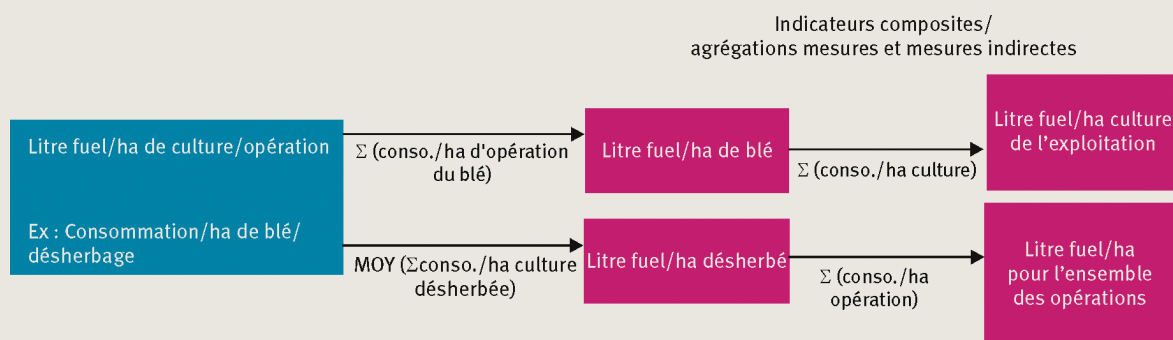 Indicateurs composites/
agrégations mesures et mesures indirectes
Litre fuel/ha de culture/opération
Ex : Consommation/ha de blé/
désherbage
Σ (conso./ha d'opération
du blé)
Litre fuel/ha de blé
Σ (conso./ha culture)
Litre fuel/ha culture
de l'exploitation
MOY (Σconso./ha culture
désherbée)
Litre fuel/ha désherbé
Σ (conso./ha
opération)
Litre fuel/ha
pour l'ensemble
des opérations